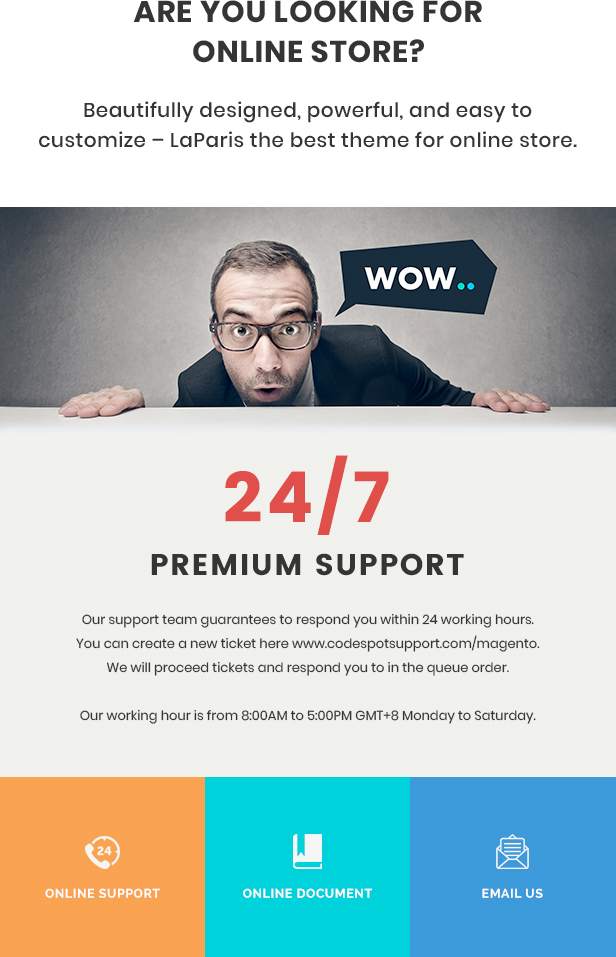 ARE YOU LOOKING FOR
ONLINE STORE?
Beautifully designed, powerful, and easy to
customize – LaParis the best theme for online store.
WOW..
24/7
PREMIUM SUPPORT
Our support team guarantees to respond you within 24 working hours.
You can create a new ticket here www.codespotsupport.com/magento.
We will proceed tickets and respond you to in the queue order.
Our working hour is from 8:00AM to 5:00PM GMT+8 Monday to Saturday.
24
ONLINE SUPPORT
ONLINE DOCUMENT
EMAIL US